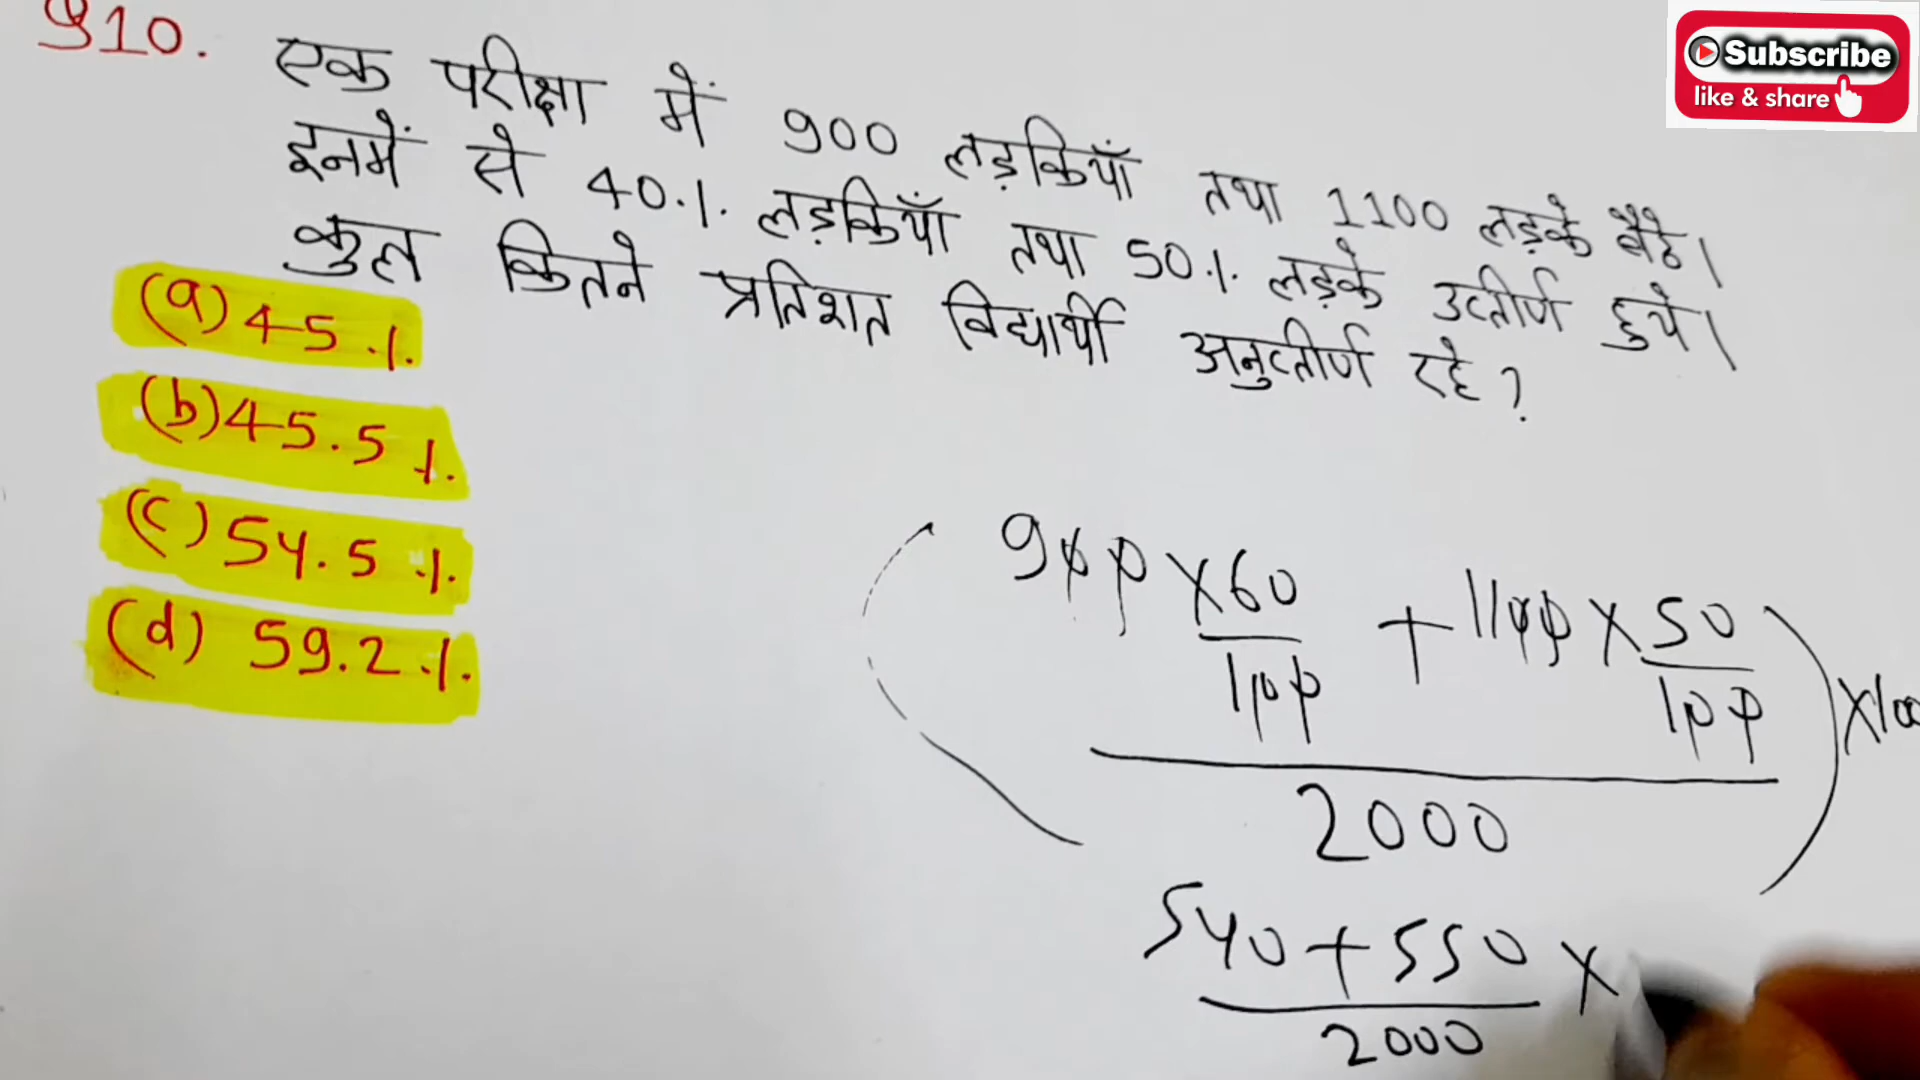 Q10.
एक परीक्षा में 900 लड़कियाँ तथा 1100 लड़के बैठे।
इनमें से 40% लड़कियाँ तथा 50% लड़के उत्तीर्ण हुये।
कुल कितने प्रतिशत विद्यार्थी अनुत्तीर्ण रहे?
(a) 45%
(b) 45.5%
(c) 54.5%
(d) 59.2%
900 × 60 + 1100 × 50
100 100 ×100
2000
540 + 550 ×
2000
Subscribe
like & share